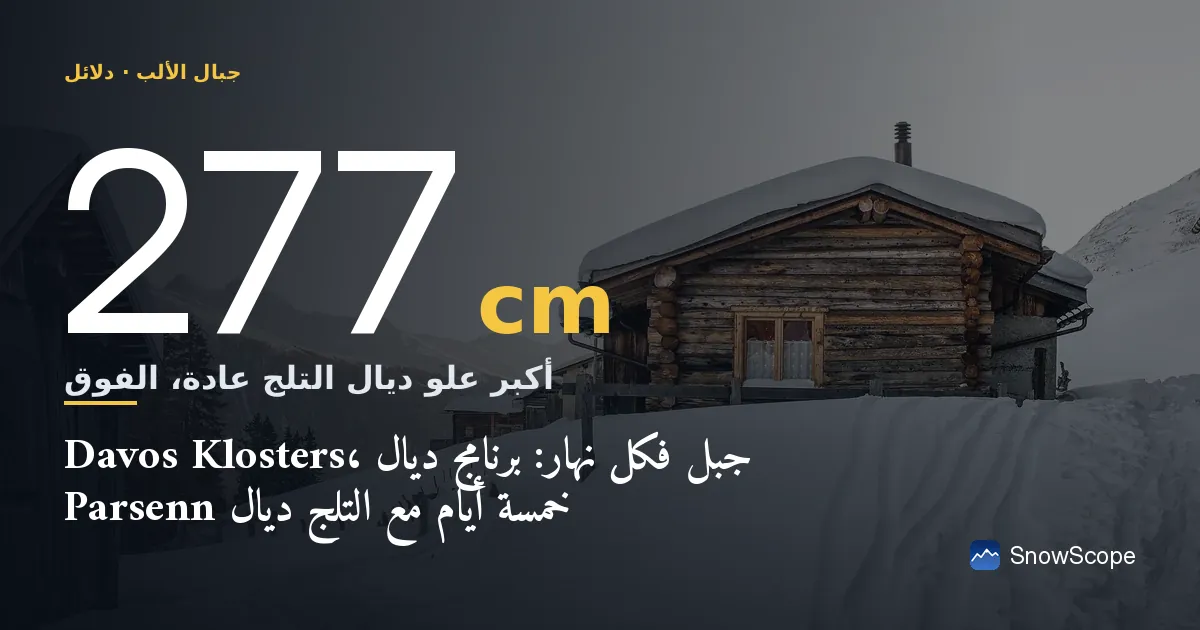 جبال الألب · دلائل
277 cm
أكبر علو ديال التلج عادة، الفوق
Davos Klosters، جبل فكل نهار: برنامج ديال
خمسة أيام مع التلج ديال Parsenn
SnowScope